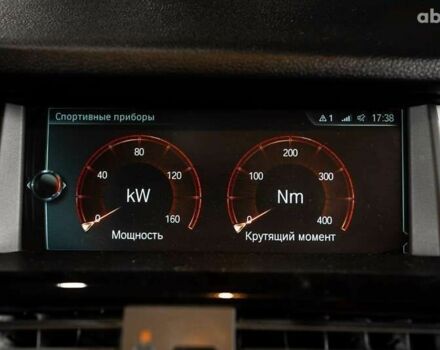 ab
Спортивные приборы 1 17:38
80 200
40 120 100 300
kW Nm
0 160 0 400
Мощность Крутящий момент